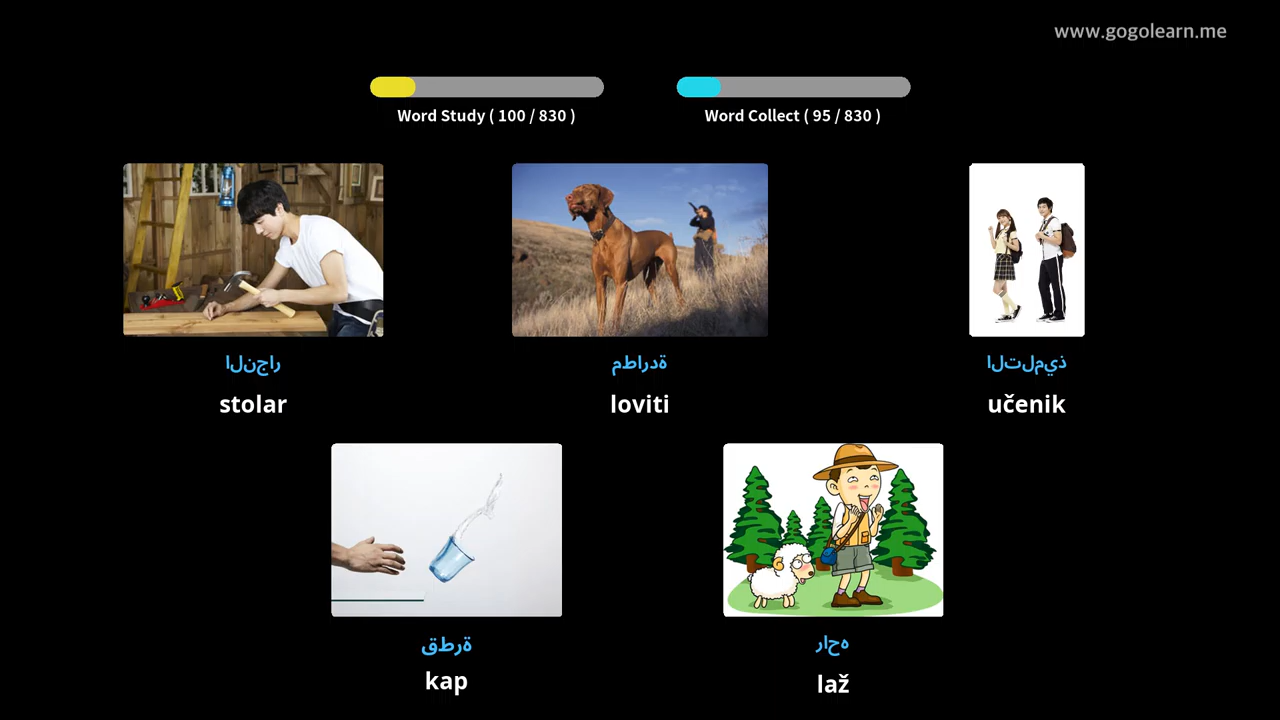 www.gogolearn.me
Word Study ( 100 / 830 )
Word Collect ( 95 / 830 )
النجار
stolar
مطاردة
loviti
التلميذ
učenik
قطرة
kap
راحه
laž